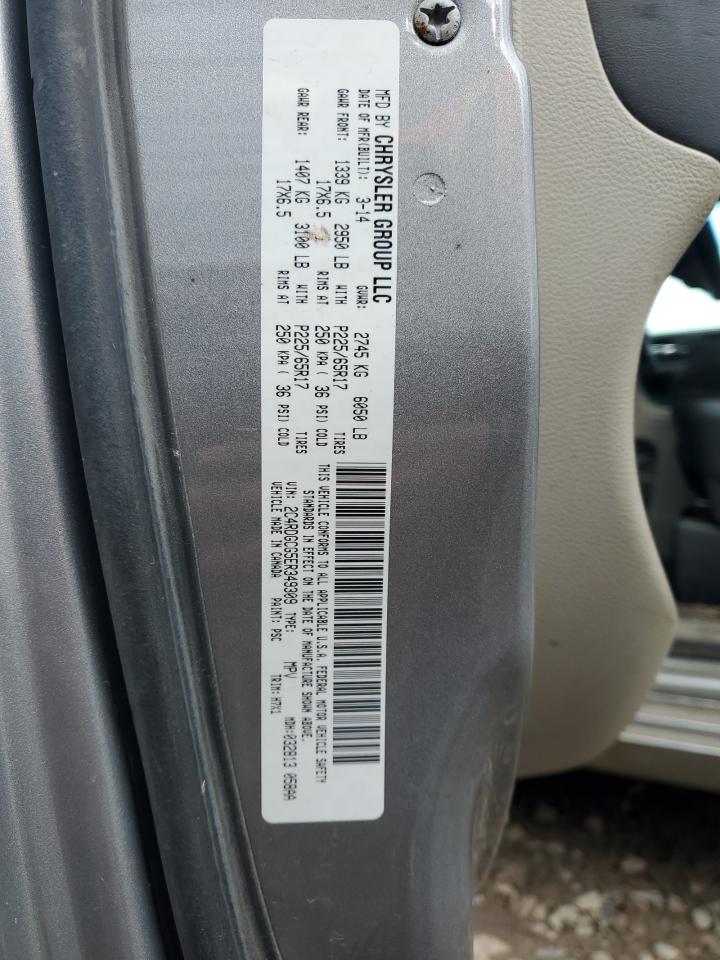 MFD BY CHRYSLER GROUP LLC
DATE OF MFR(BUILT): 3-14 GVWR: 2745 KG 6050 LB
GAWR FRONT: 1339 KG 2950 LB WITH P225/65R17 TIRES
17X6.5 RIMS AT 250 KPA ( 36 PSI) COLD
GAWR REAR: 1407 KG 3100 LB WITH P225/65R17 TIRES
17X6.5 RIMS AT 250 KPA ( 36 PSI) COLD
THIS VEHICLE CONFORMS TO ALL APPLICABLE U.S.A. FEDERAL MOTOR VEHICLE SAFETY
STANDARDS IN EFFECT ON THE DATE OF MANUFACTURE SHOWN ABOVE.
VIN: 2C4RDGCG5ER349309 TYPE: MPV MDH:032813 058AA
VEHICLE MADE IN CANADA PAINT: PSC TRIM:M7X1